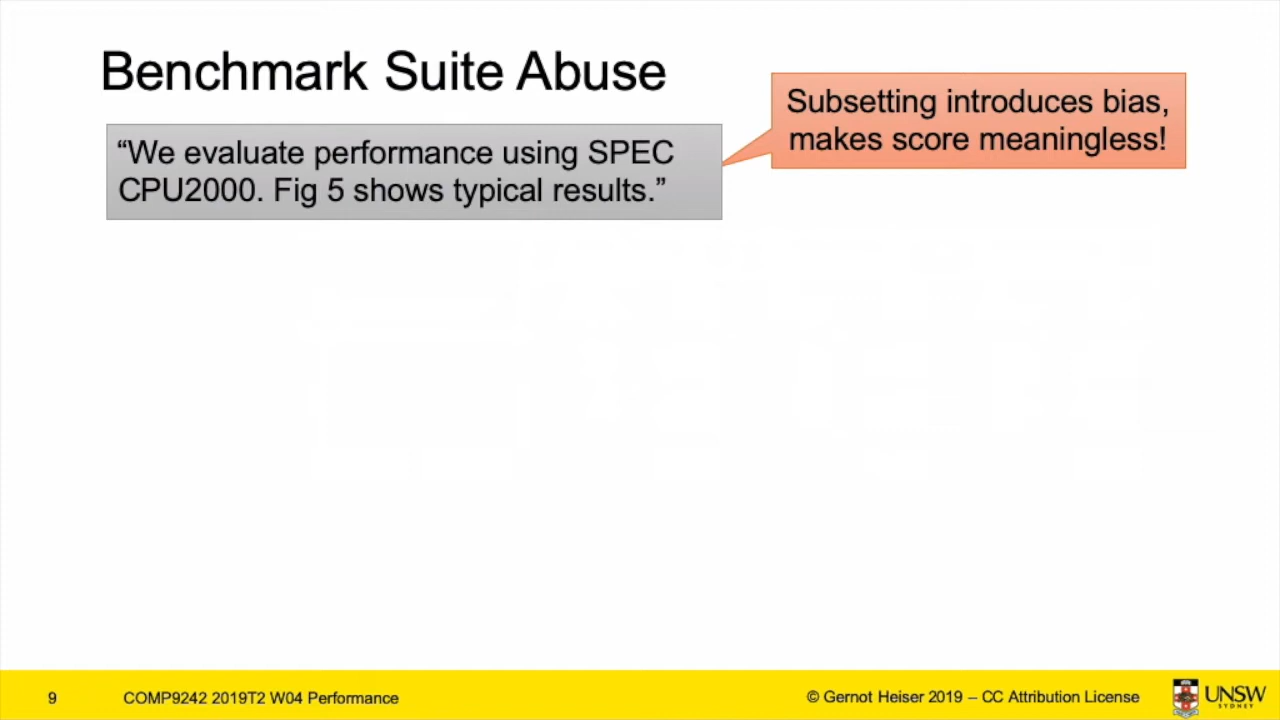 Benchmark Suite Abuse
Subsetting introduces bias,
makes score meaningless!
“We evaluate performance using SPEC
CPU2000. Fig 5 shows typical results.”
9
COMP9242 2019T2 W04 Performance
© Gernot Heiser 2019 – CC Attribution License
UNSW
SYDNEY